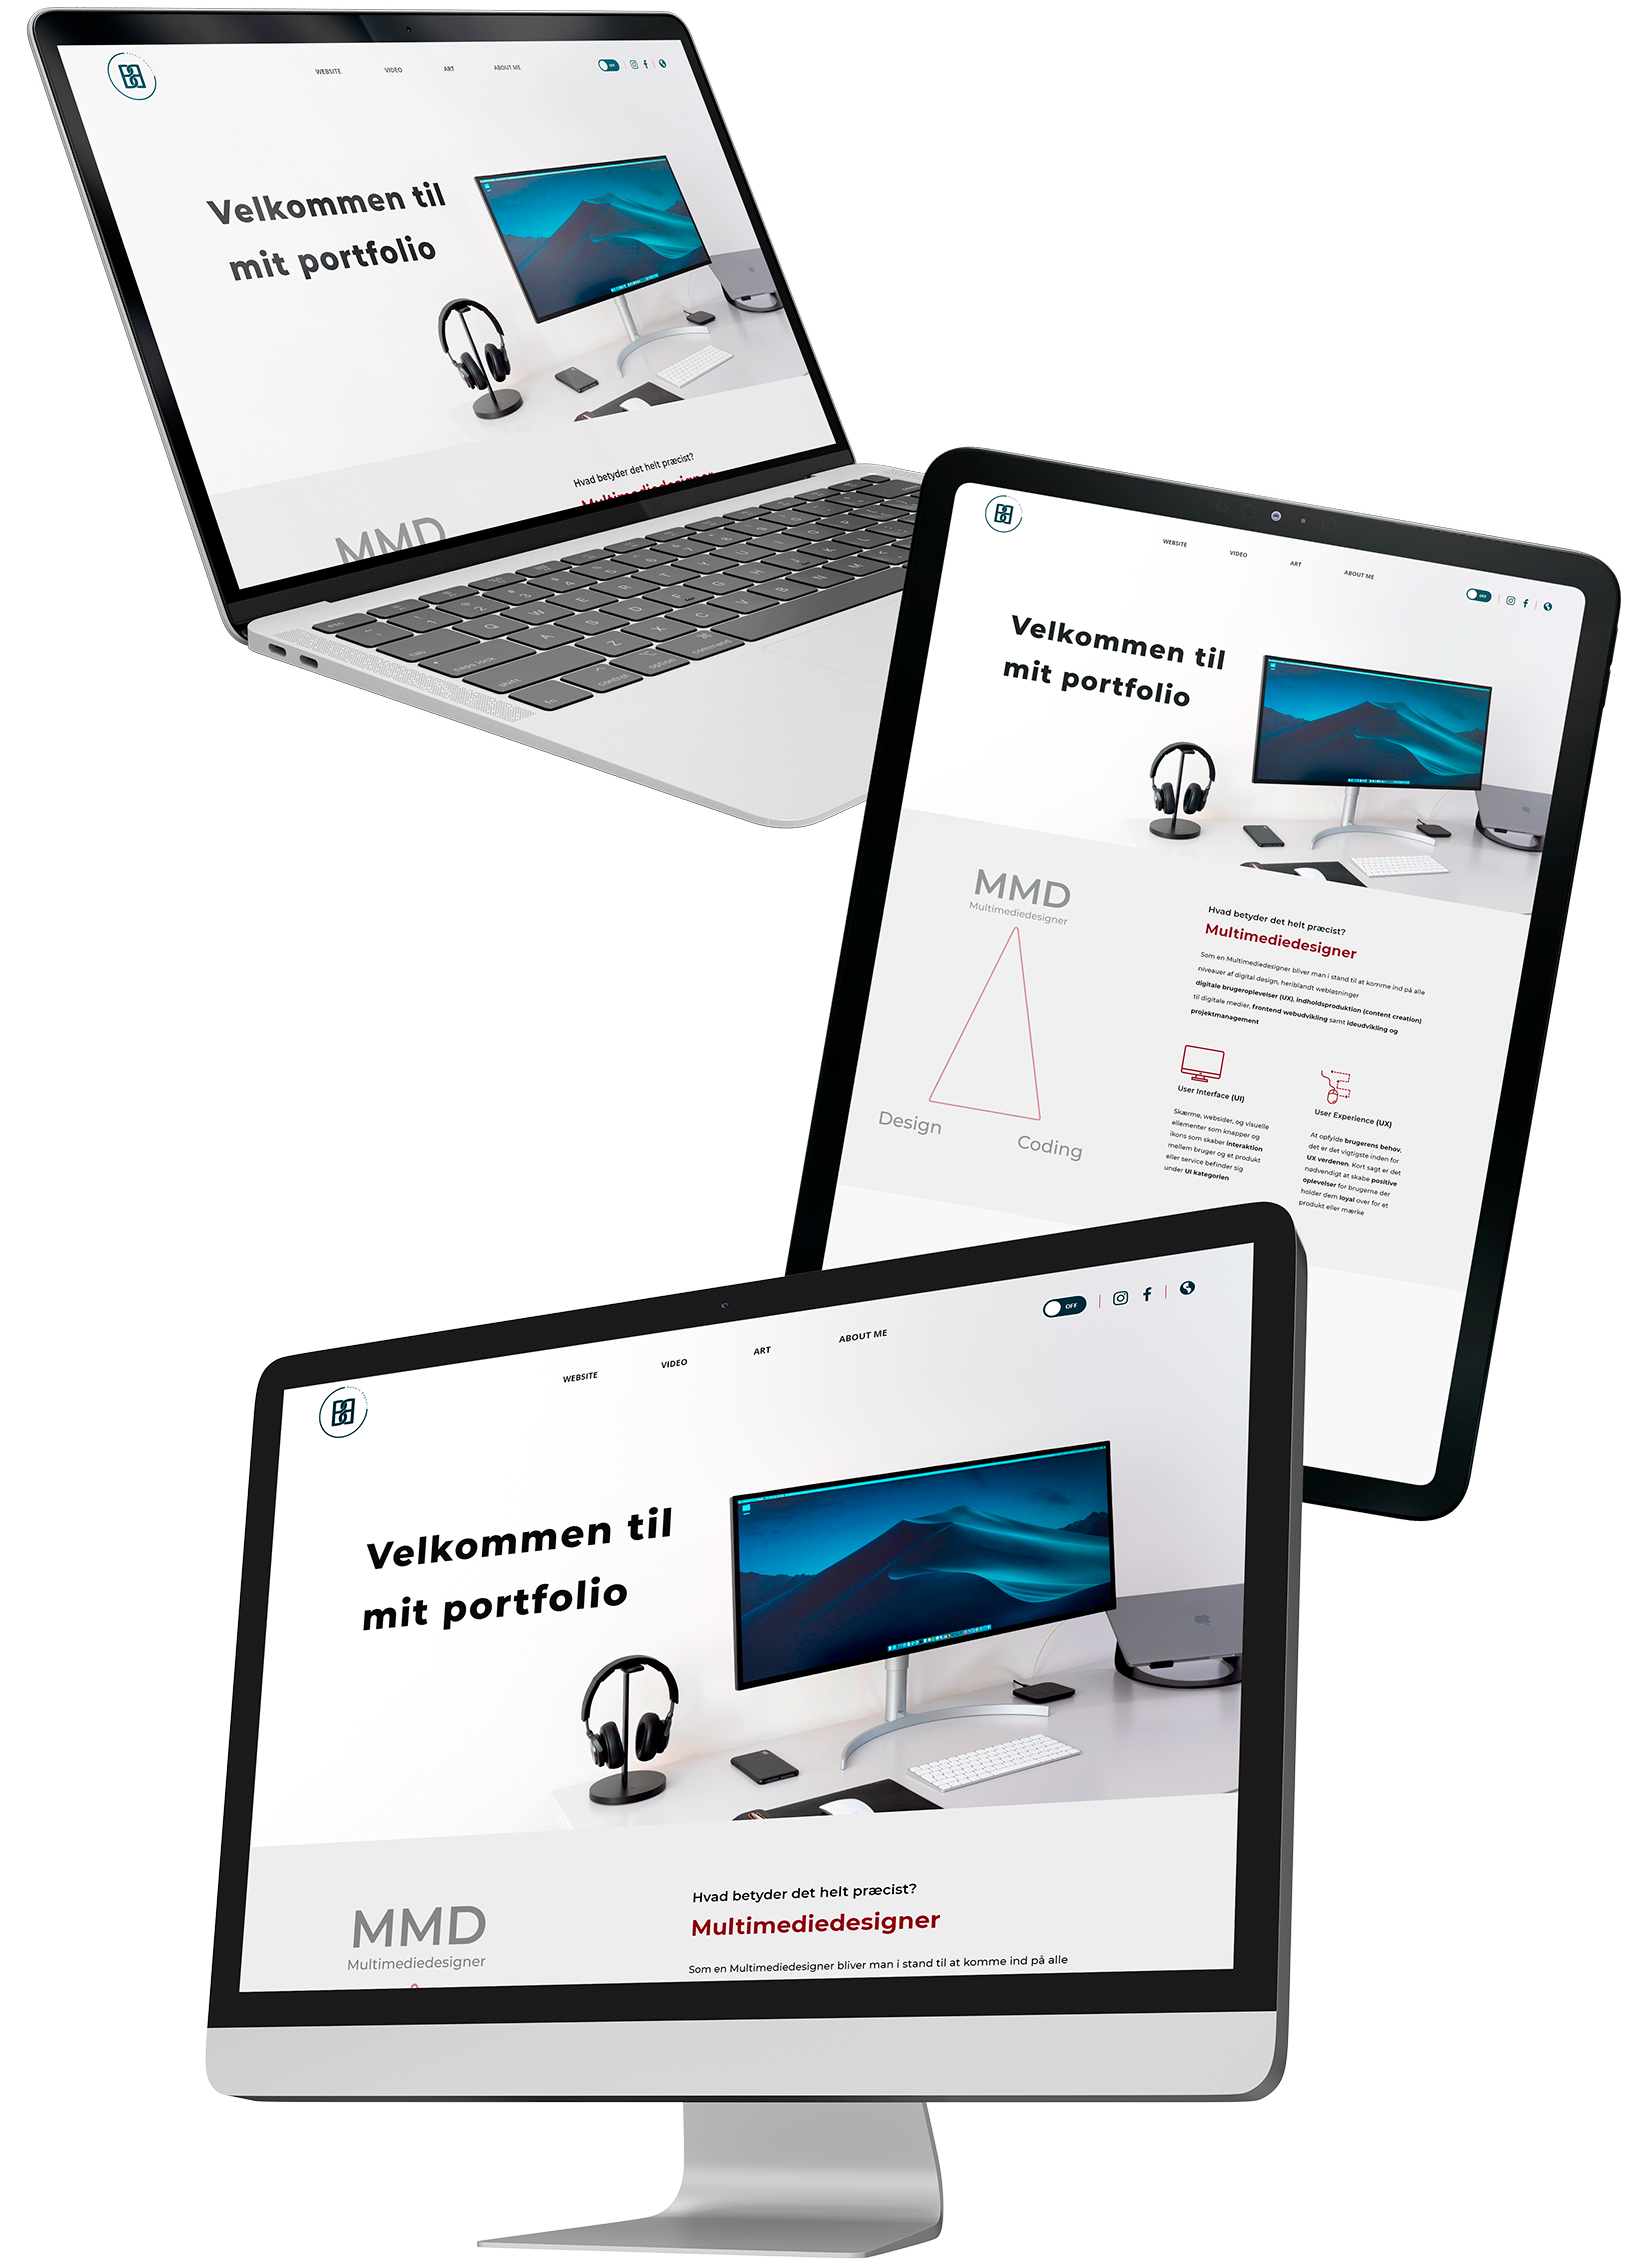 WEBSITE VIDEO ART ABOUT ME OFF
Velkommen til
mit portfolio
Hvad betyder det helt præcist?
Multimediedesigner
MMD
esc
tab
caps lock
shift
fn
control
option
command
Q W E R T Y
A S D F G H J K
Z X C V B N M
WEBSITE VIDEO ART ABOUT ME OFF
Velkommen til
mit portfolio
MMD
Multimediedesigner
Design
Coding
Hvad betyder det helt præcist?
Multimediedesigner
Som en Multimediedesigner bliver man i stand til at komme ind på alle
niveauer af digital design, heriblandt webløsninger
digitale brugeroplevelser (UX), indholdsproduktion (content creation)
til digitale medier, frontend webudvikling samt ideudvikling og
projektmanagement
User Interface (UI)
Skærme, websider, og visuelle
ellementer som knapper og
ikons som skaber interaktion
mellem bruger og et produkt
eller service befinder sig
under UI kategorien
User Experience (UX)
At opfylde brugerens behov,
det er det vigtigste inden for
UX verdenen. Kort sagt er det
nødvendigt at skabe positive
oplevelser for brugerne der
holder dem loyal over for et
produkt eller mærke
WEBSITE VIDEO ART ABOUT ME OFF
Velkommen til
mit portfolio
MMD
Multimediedesigner
Hvad betyder det helt præcist?
Multimediedesigner
Som en Multimediedesigner bliver man i stand til at komme ind på alle